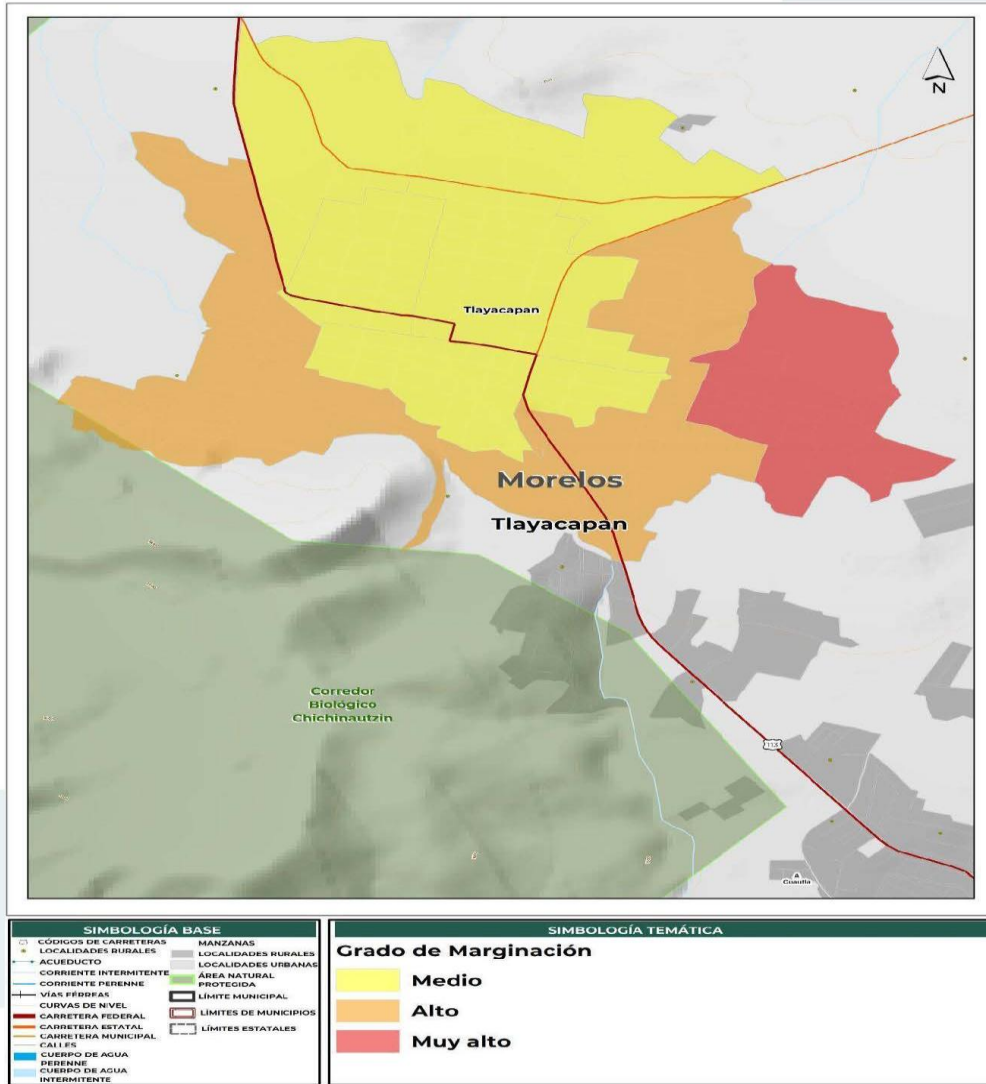 N
Tlayacapan
Morelos
Tlayacapan
Corredor
Biológico
Chichinautzin
113
Cuautla
SIMBOLOGÍA BASE
CÓDIGOS DE CARRETERAS
LOCALIDADES RURALES
ACUEDUCTO
CORRIENTE INTERMITENTE
CORRIENTE PERENNE
VÍAS FÉRREAS
CURVAS DE NIVEL
CARRETERA FEDERAL
CARRETERA ESTATAL
CARRETERA MUNICIPAL
CALLES
CUERPO DE AGUA
PERENNE
CUERPO DE AGUA
INTERMITENTE
MANZANAS
LOCALIDADES RURALES
LOCALIDADES URBANAS
ÁREA NATURAL
PROTEGIDA
LÍMITE MUNICIPAL
LÍMITES DE MUNICIPIOS
LÍMITES ESTATALES
SIMBOLOGÍA TEMÁTICA
Grado de Marginación
Medio
Alto
Muy alto